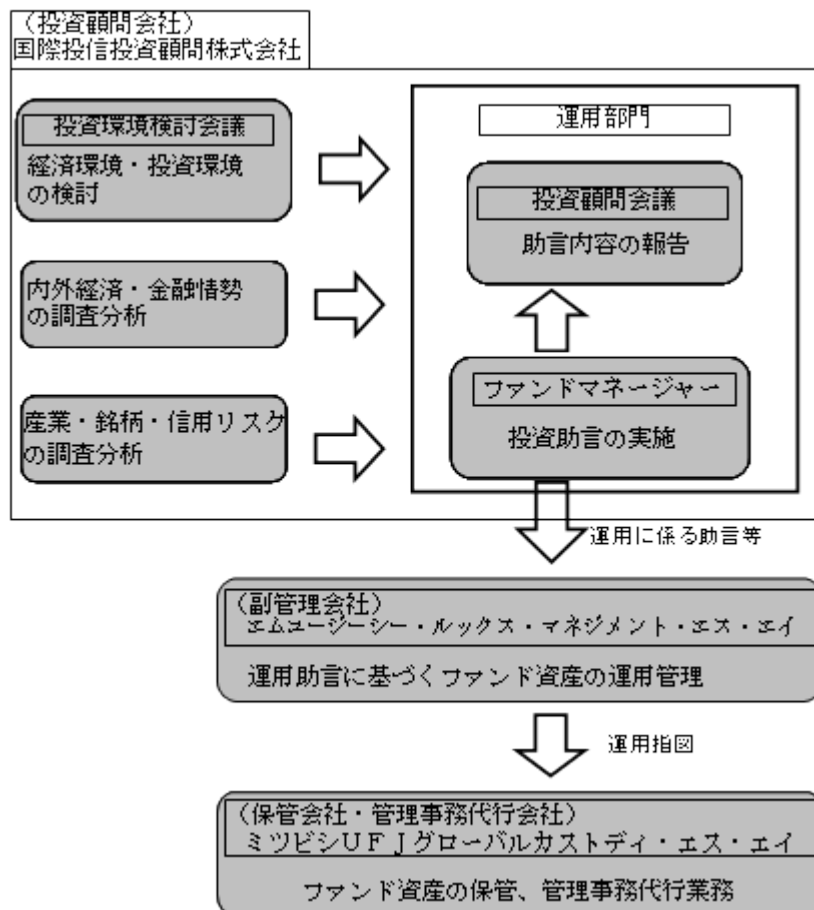 （投資顧問会社）
国際投信投資顧問株式会社
投資環境検討会議
経済環境・投資環境
の検討
内外経済・金融情勢
の調査分析
産業・銘柄・信用リスク
の調査分析
運用部門
投資顧問会議
助言内容の報告
ファンドマネージャー
投資助言の実施
運用に係る助言等
（副管理会社）
エムユージーシー・ルックス・マネジメント・エス・エイ
運用助言に基づくファンド資産の運用管理
運用指図
（保管会社・管理事務代行会社）
ミツビシＵＦＪグローバルカストディ・エス・エイ
ファンド資産の保管、管理事務代行業務